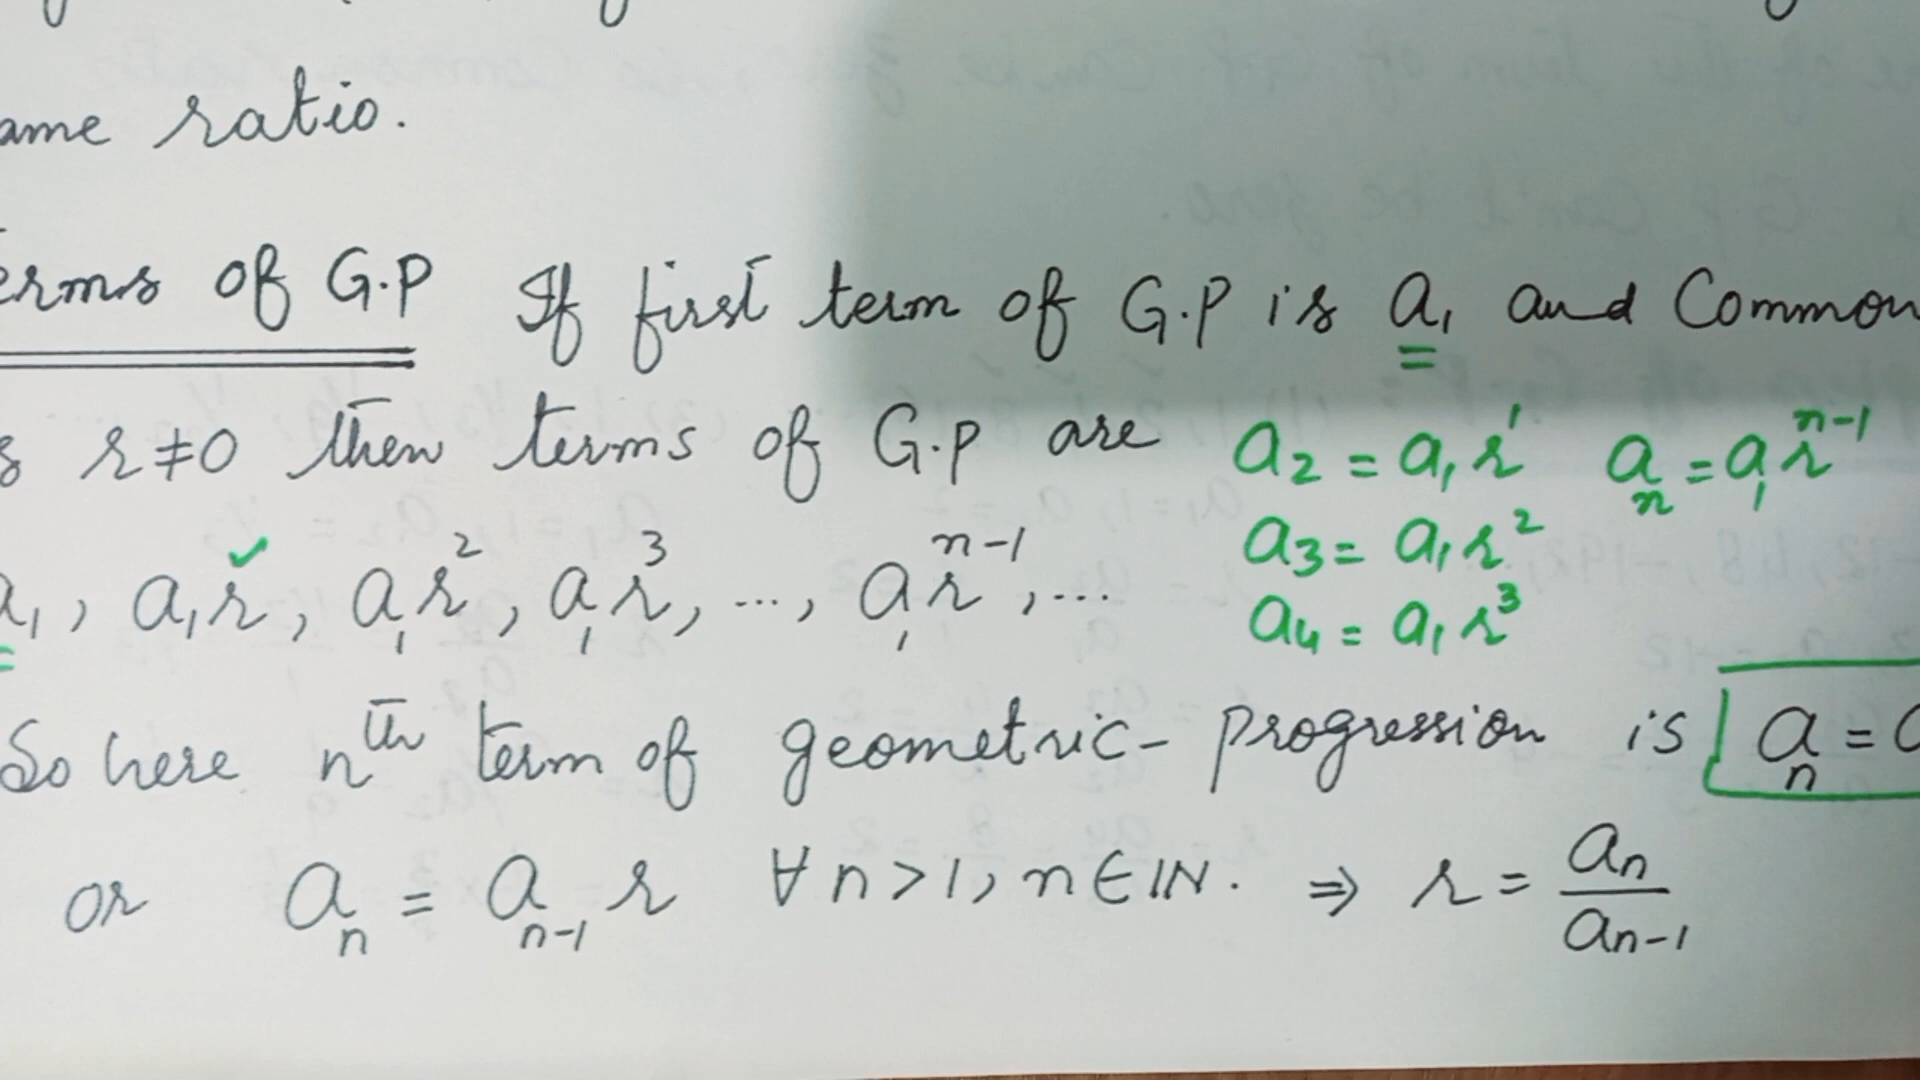 ame ratio.
erms of G.P If first term of G.P is a₁ and Common
r≠0 then terms of G.P are a₂ = a₁r¹ aₙ = a₁rⁿ⁻¹
a₁, a₁r, a₁r², a₁r³, ..., a₁rⁿ⁻¹, ... a₃ = a₁r²
a₄ = a₁r³
So here nth term of geometric-progression is aₙ = a
or aₙ = aₙ₋₁ r ∀ n>1, n∈ℕ. ⇒ r = aₙ/aₙ₋₁